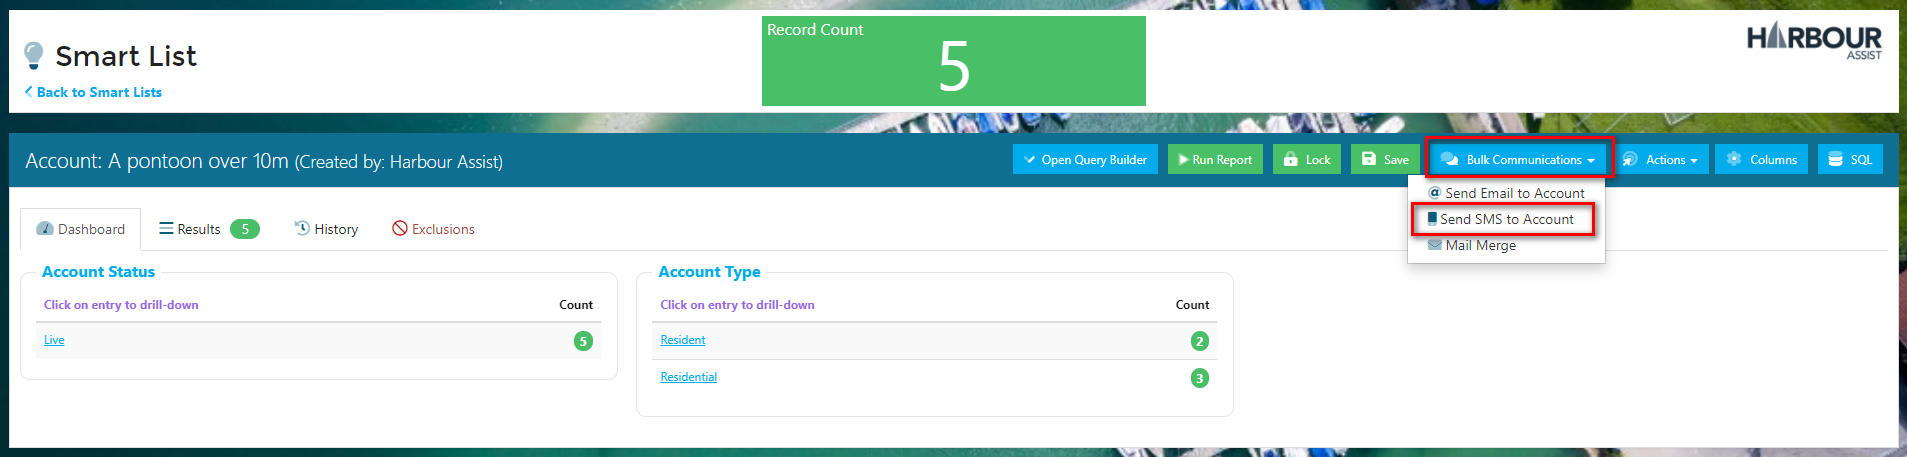 Smart List
Back to Smart Lists
Record Count
5
HARBOUR
ASSIST
Account: A pontoon over 10m (Created by: Harbour Assist)
Open Query Builder
Run Report
Lock
Save
Bulk Communications
Actions
Columns
SQL
Send Email to Account
Send SMS to Account
Mail Merge
Dashboard
Results 5
History
Exclusions
Account Status
Click on entry to drill-down Count
Live 5
Account Type
Click on entry to drill-down Count
Resident 2
Residential 3